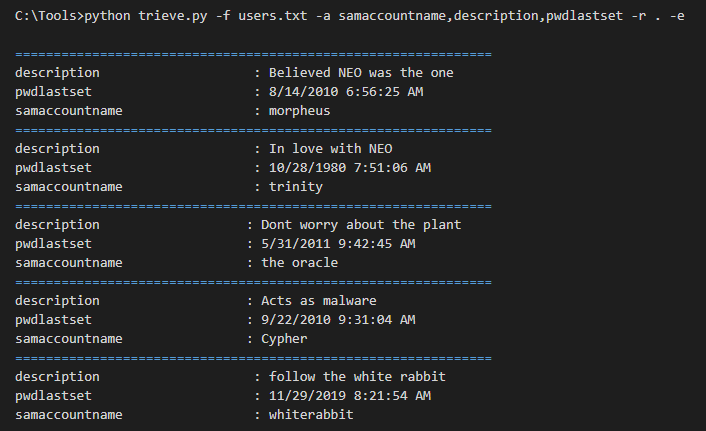 C:\Tools>python trieve.py -f users.txt -a samaccountname,description,pwdlastset -r . -e
===========================================================
description : Believed NEO was the one
pwdlastset : 8/14/2010 6:56:25 AM
samaccountname : morpheus
===========================================================
description : In love with NEO
pwdlastset : 10/28/1980 7:51:06 AM
samaccountname : trinity
===========================================================
description : Dont worry about the plant
pwdlastset : 5/31/2011 9:42:45 AM
samaccountname : the oracle
===========================================================
description : Acts as malware
pwdlastset : 9/22/2010 9:31:04 AM
samaccountname : Cypher
===========================================================
description : follow the white rabbit
pwdlastset : 11/29/2019 8:21:54 AM
samaccountname : whiterabbit